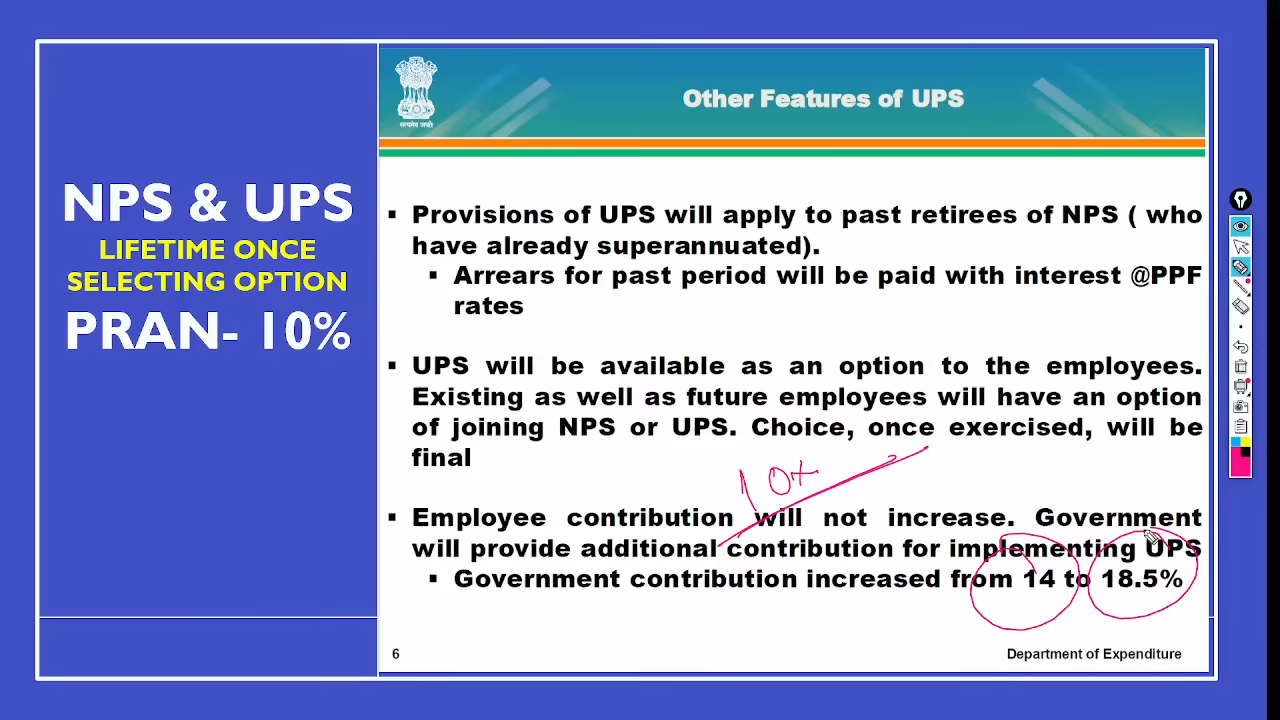 NPS & UPS
LIFETIME ONCE
SELECTING OPTION
PRAN- 10%
सत्यमेव जयते
Other Features of UPS
▪ Provisions of UPS will apply to past retirees of NPS ( who
have already superannuated).
▪ Arrears for past period will be paid with interest @PPF
rates
▪ UPS will be available as an option to the employees.
Existing as well as future employees will have an option
of joining NPS or UPS. Choice, once exercised, will be
final
10%
▪ Employee contribution will not increase. Government
will provide additional contribution for implementing UPS
▪ Government contribution increased from 14 to 18.5%
6
Department of Expenditure